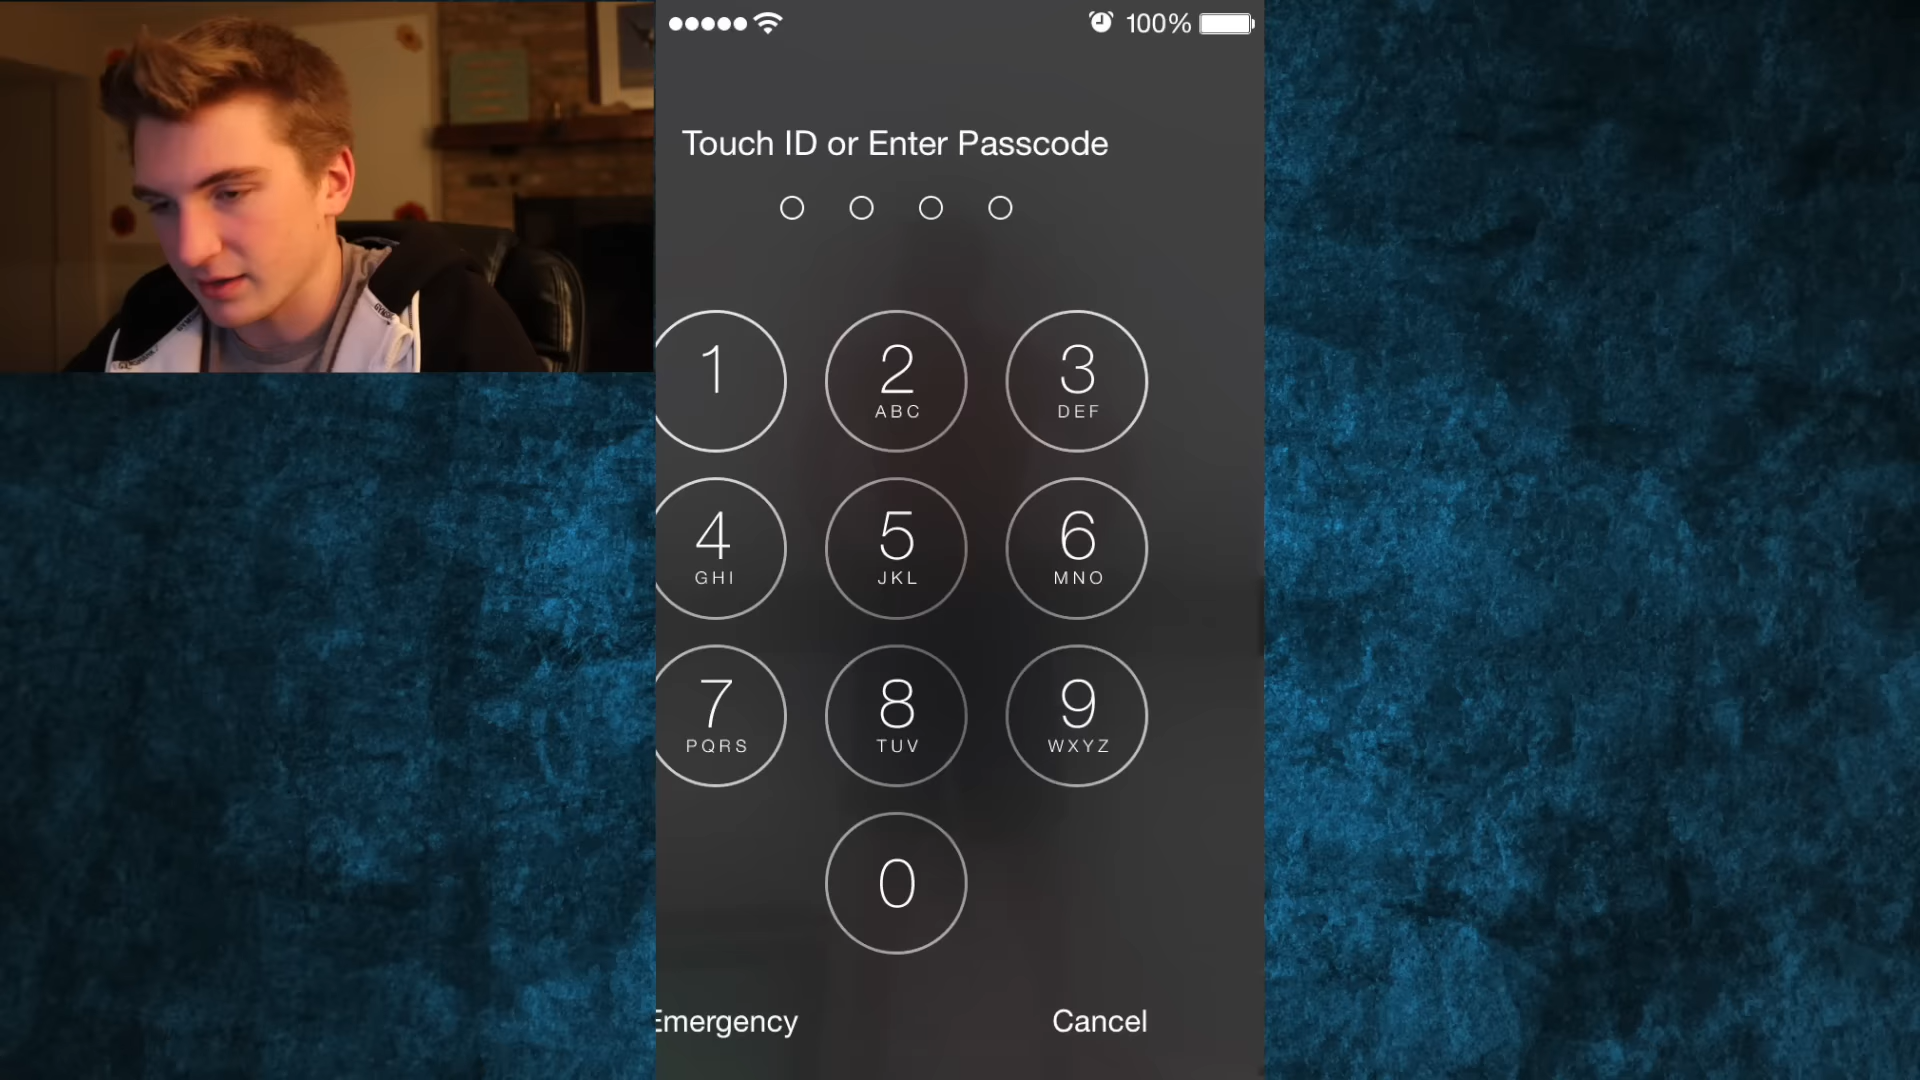 100%
Touch ID or Enter Passcode
1
2
ABC
3
DEF
4
GHI
5
JKL
6
MNO
7
PQRS
8
TUV
9
WXYZ
0
Emergency
Cancel